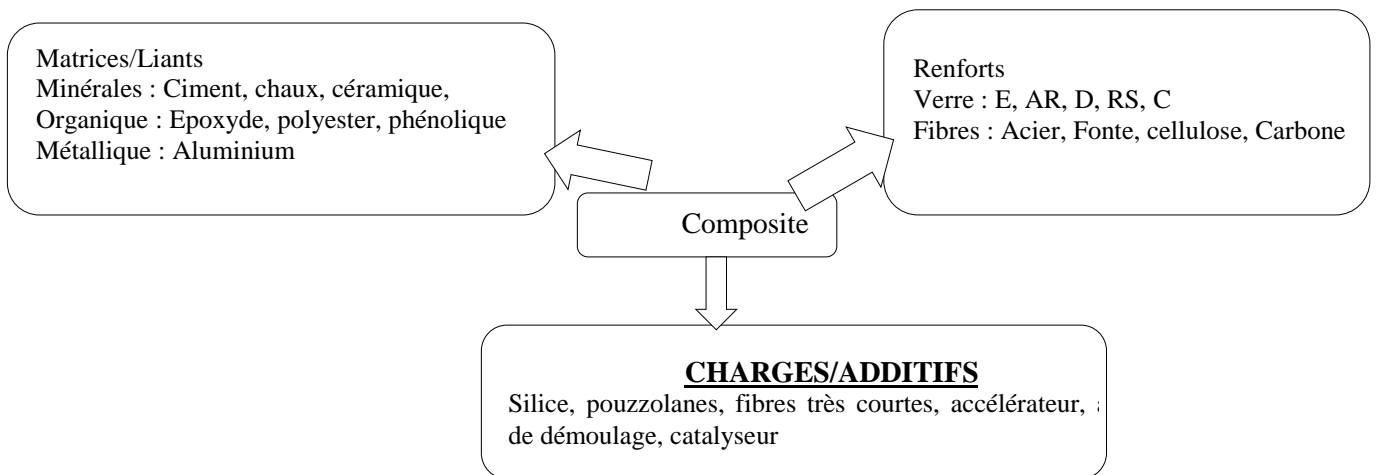 Matrices/Liants
Minérales : Ciment, chaux, céramique,
Organique : Epoxyde, polyester, phénolique
Métallique : Aluminium
Renforts
Verre : E, AR, D, RS, C
Fibres : Acier, Fonte, cellulose, Carbone
Composite
CHARGES/ADDITIFS
Silice, pouzzolanes, fibres très courtes, accélérateur,
de démoulage, catalyseur